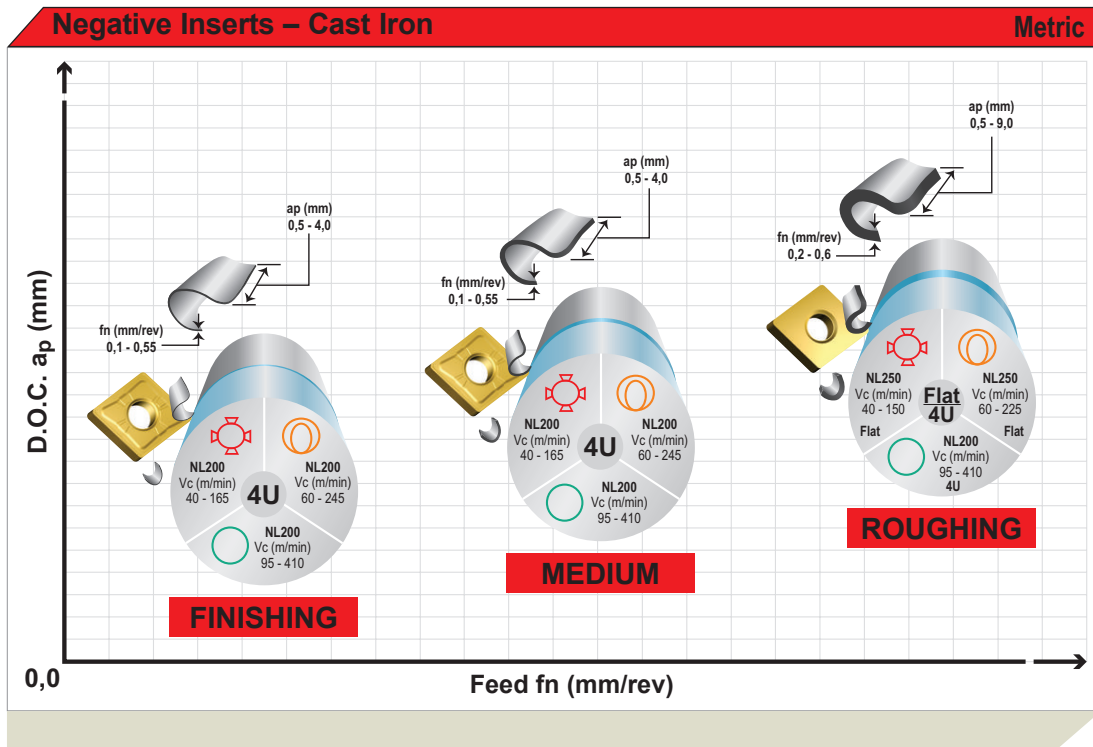 Negative Inserts – Cast Iron
Metric
D.O.C. ap (mm)
ap (mm)
0,5 - 4,0
fn (mm/rev)
0,1 - 0,55
NL200
Vc (m/min)
40 - 165
NL200
Vc (m/min)
60 - 245
4U
NL200
Vc (m/min)
95 - 410
FINISHING
ap (mm)
0,5 - 4,0
fn (mm/rev)
0,1 - 0,55
NL200
Vc (m/min)
40 - 165
NL200
Vc (m/min)
60 - 245
4U
NL200
Vc (m/min)
95 - 410
MEDIUM
ap (mm)
0,5 - 9,0
fn (mm/rev)
0,2 - 0,6
NL250
Vc (m/min)
40 - 150
Flat
NL250
Vc (m/min)
60 - 225
Flat
Flat
4U
NL200
Vc (m/min)
95 - 410
4U
ROUGHING
0,0
Feed fn (mm/rev)